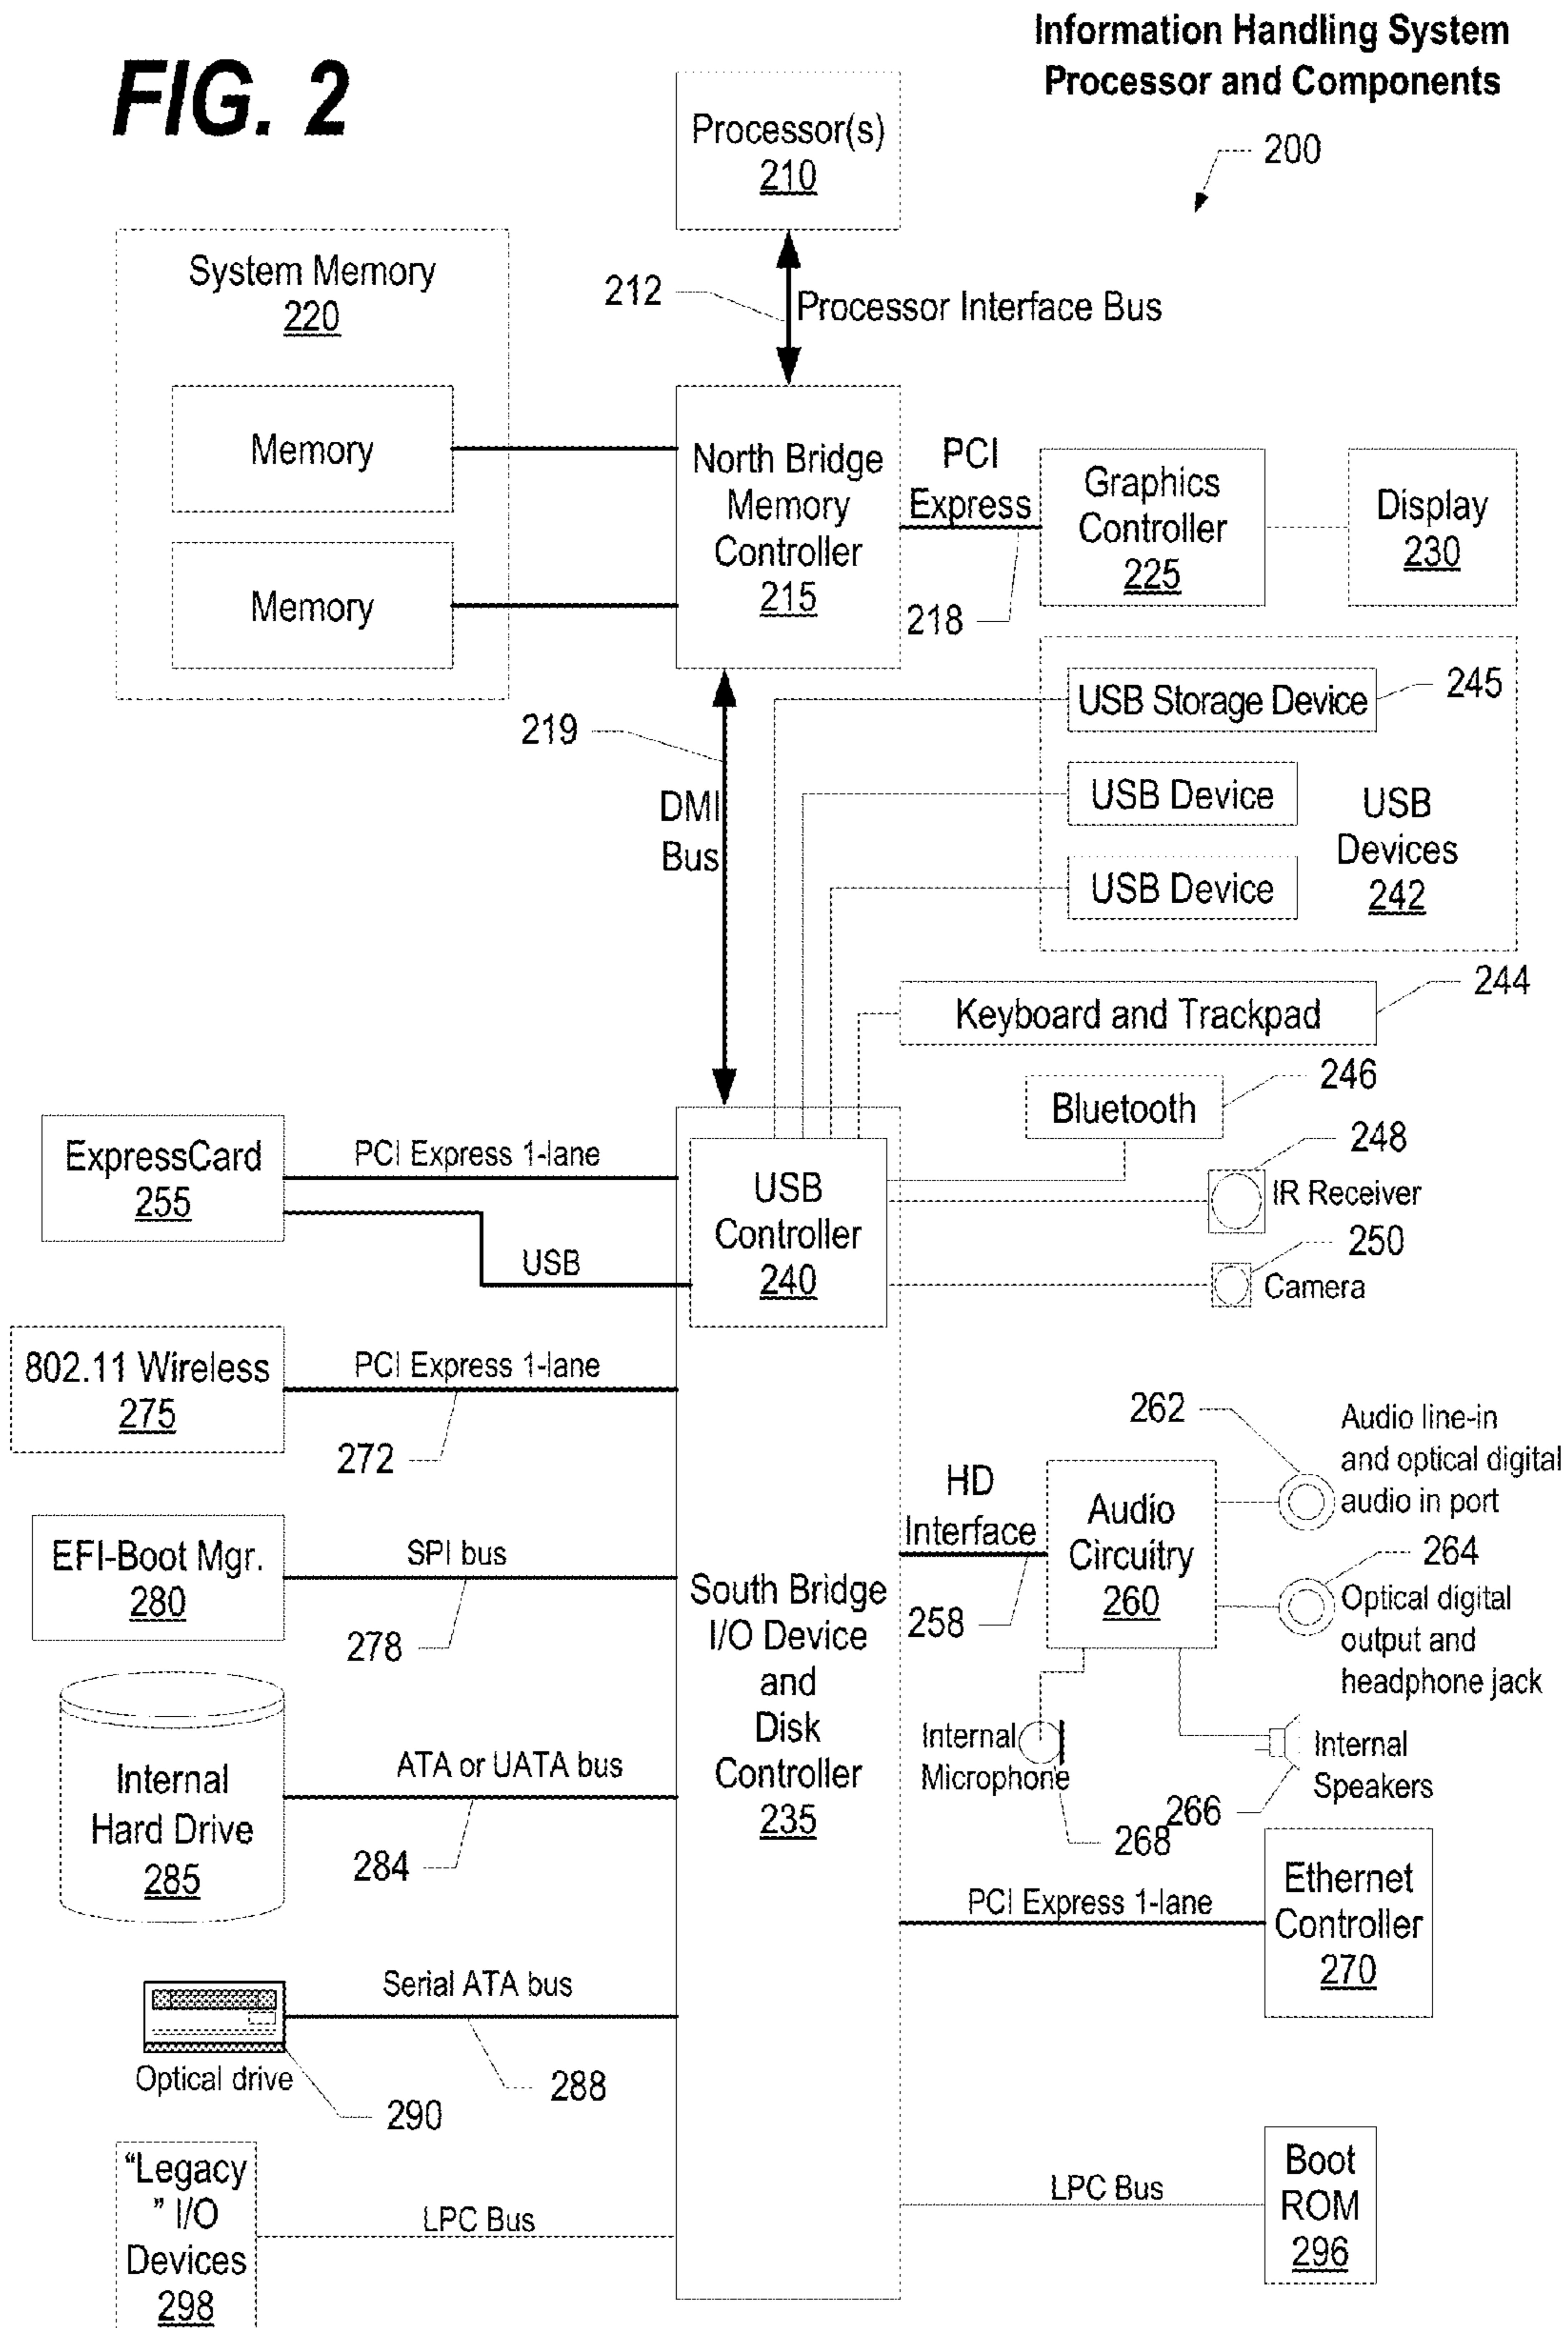 Information Handling System
Processor and Components
FIG. 2
200
Processor(s)
210
System Memory
220
212
Processor Interface Bus
Memory
Memory
North Bridge
Memory
Controller
215
PCI
Express
218
Graphics
Controller
225
Display
230
USB Storage Device
245
USB Device
USB Device
USB
Devices
242
219
DMI
Bus
Keyboard and Trackpad
244
Bluetooth
246
248
IR Receiver
250
Camera
ExpressCard
255
PCI Express 1-lane
USB
USB
Controller
240
802.11 Wireless
275
PCI Express 1-lane
272
EFI-Boot Mgr.
280
SPI bus
278
South Bridge
I/O Device
and
Disk
Controller
235
HD
Interface
258
Audio
Circuitry
260
262
Audio line-in
and optical digital
audio in port
264
Optical digital
output and
headphone jack
Internal
Microphone
268
266
Internal
Speakers
Internal
Hard Drive
285
ATA or UATA bus
284
PCI Express 1-lane
Ethernet
Controller
270
Serial ATA bus
288
Optical drive
290
“Legacy
” I/O
Devices
298
LPC Bus
LPC Bus
Boot
ROM
296